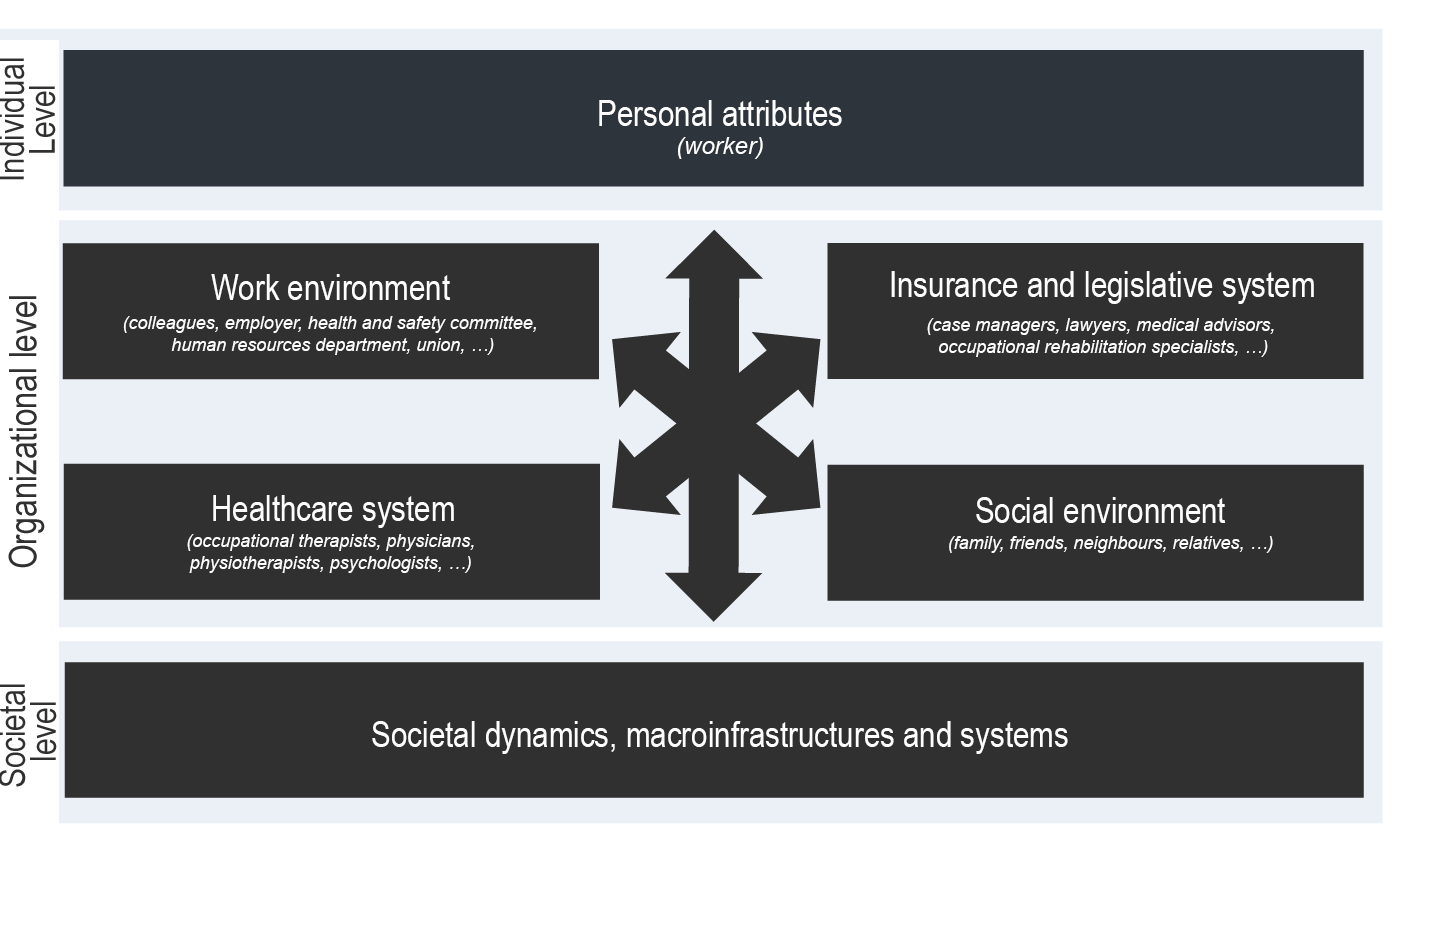 Individual
Level
Personal attributes
(worker)
Organizational level
Work environment
(colleagues, employer, health and safety committee,
human resources department, union, …)
Insurance and legislative system
(case managers, lawyers, medical advisors,
occupational rehabilitation specialists, …)
Healthcare system
(occupational therapists, physicians,
physiotherapists, psychologists, …)
Social environment
(family, friends, neighbours, relatives, …)
Societal
level
Societal dynamics, macroinfrastructures and systems